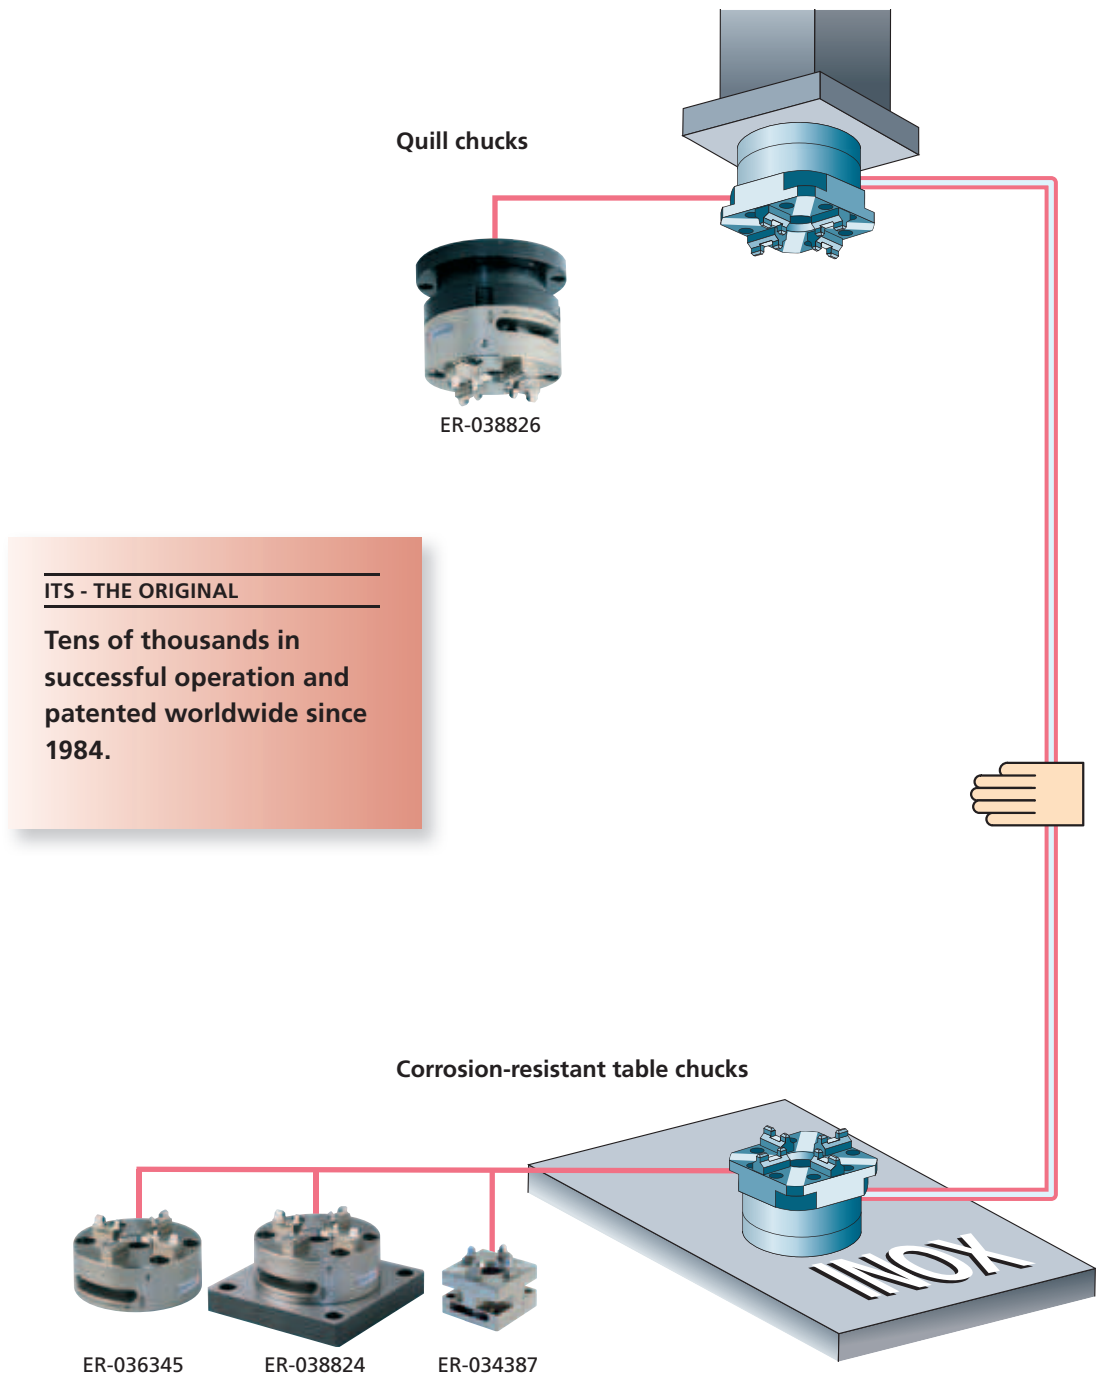 Quill chucks
ER-038826
ITS - THE ORIGINAL
Tens of thousands in
successful operation and
patented worldwide since
1984.
Corrosion-resistant table chucks
INOX
ER-036345
ER-038824
ER-034387